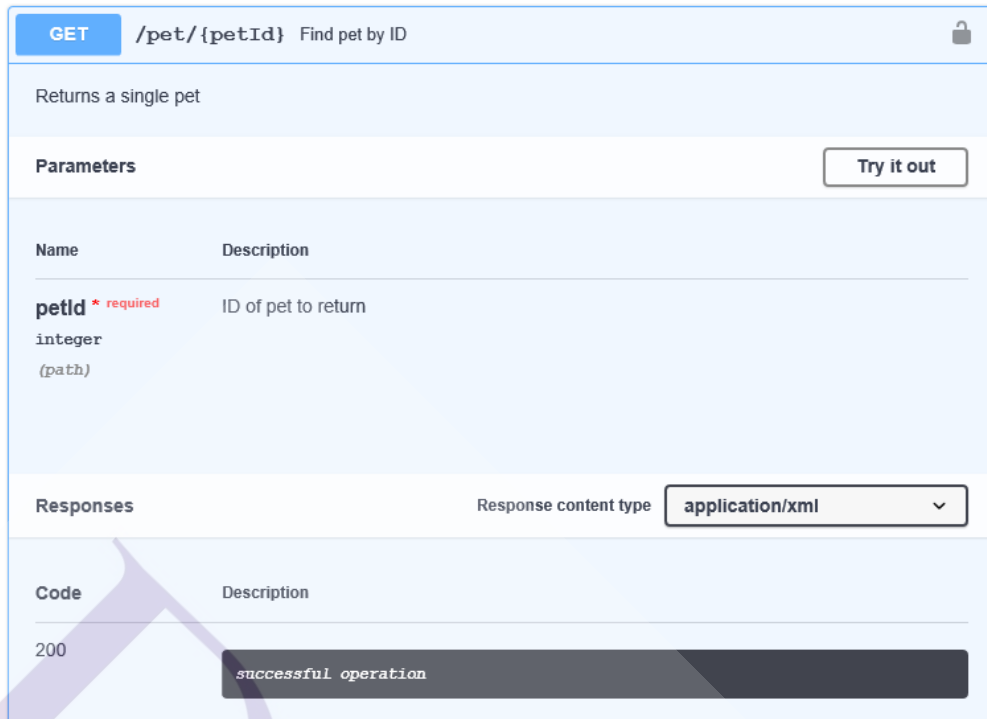 GET /pet/{petId} Find pet by ID
Returns a single pet
Parameters Try it out
Name Description
petId * required ID of pet to return
integer
(path)
Responses Response content type application/xml
Code Description
200
successful operation